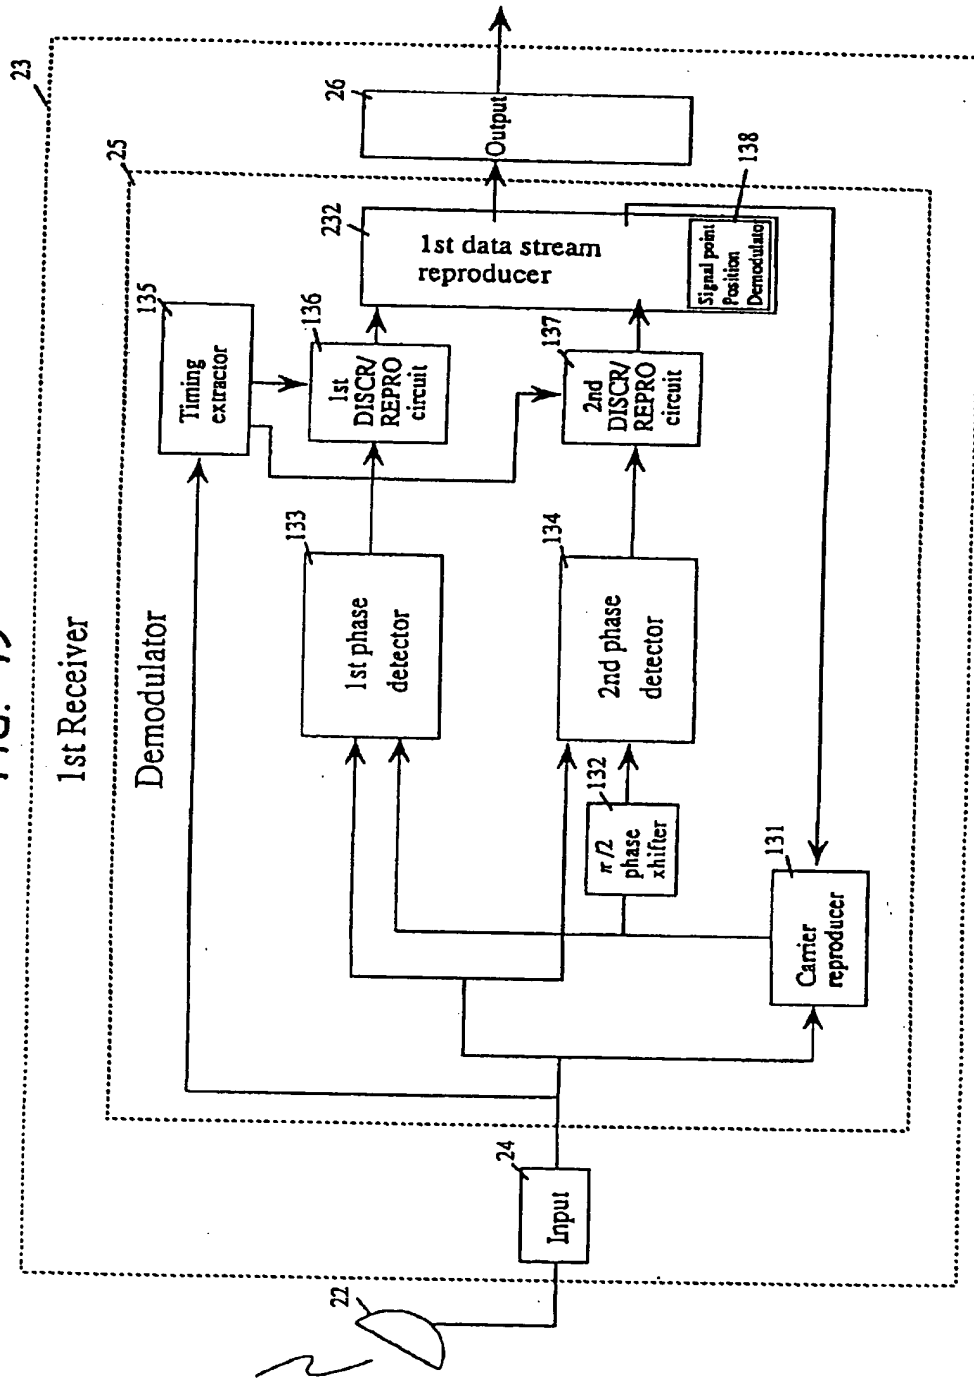 1st Receiver
23
Demodulator
25
22
24
Input
Timing
extractor
135
1st phase
detector
133
1st
DISCR/
REPRO
circuit
136
1st data stream
reproducer
232
Output
26
2nd phase
detector
134
2nd
DISCR/
REPRO
circuit
137
Signal point
Position
Demodulator
138
π/2
phase
xhifter
132
Carrier
reproducer
131